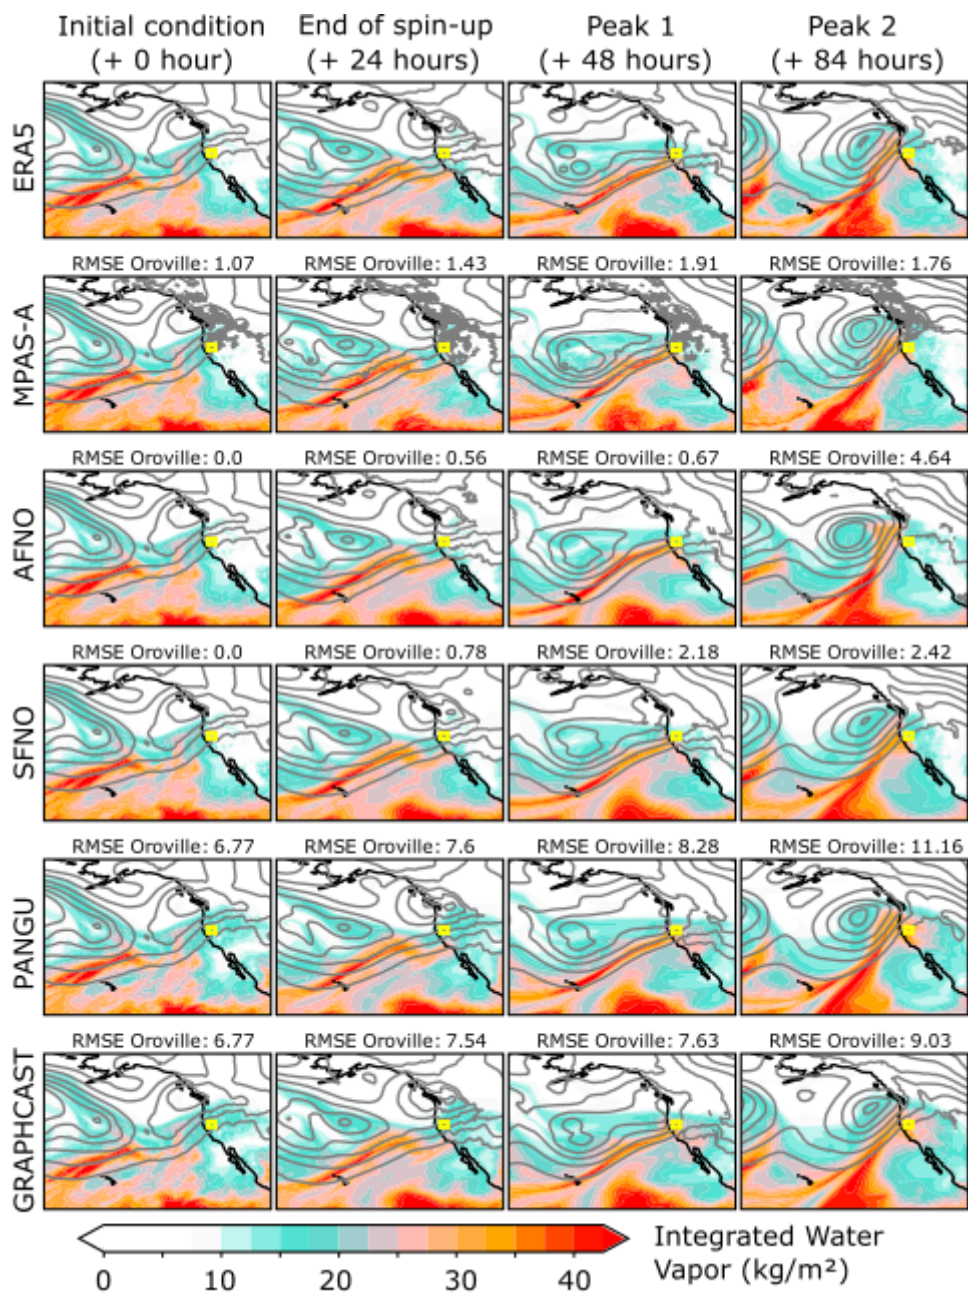 Initial condition (+ 0 hour)
End of spin-up (+ 24 hours)
Peak 1 (+ 48 hours)
Peak 2 (+ 84 hours)
ERA5
RMSE Oroville: 1.07
RMSE Oroville: 1.43
RMSE Oroville: 1.91
RMSE Oroville: 1.76
MPAS-A
RMSE Oroville: 0.0
RMSE Oroville: 0.56
RMSE Oroville: 0.67
RMSE Oroville: 4.64
AFNO
RMSE Oroville: 0.0
RMSE Oroville: 0.78
RMSE Oroville: 2.18
RMSE Oroville: 2.42
SFNO
RMSE Oroville: 6.77
RMSE Oroville: 7.6
RMSE Oroville: 8.28
RMSE Oroville: 11.16
PANGU
RMSE Oroville: 6.77
RMSE Oroville: 7.54
RMSE Oroville: 7.63
RMSE Oroville: 9.03
GRAPHCAST
0 10 20 30 40
Integrated Water
Vapor (kg/m²)